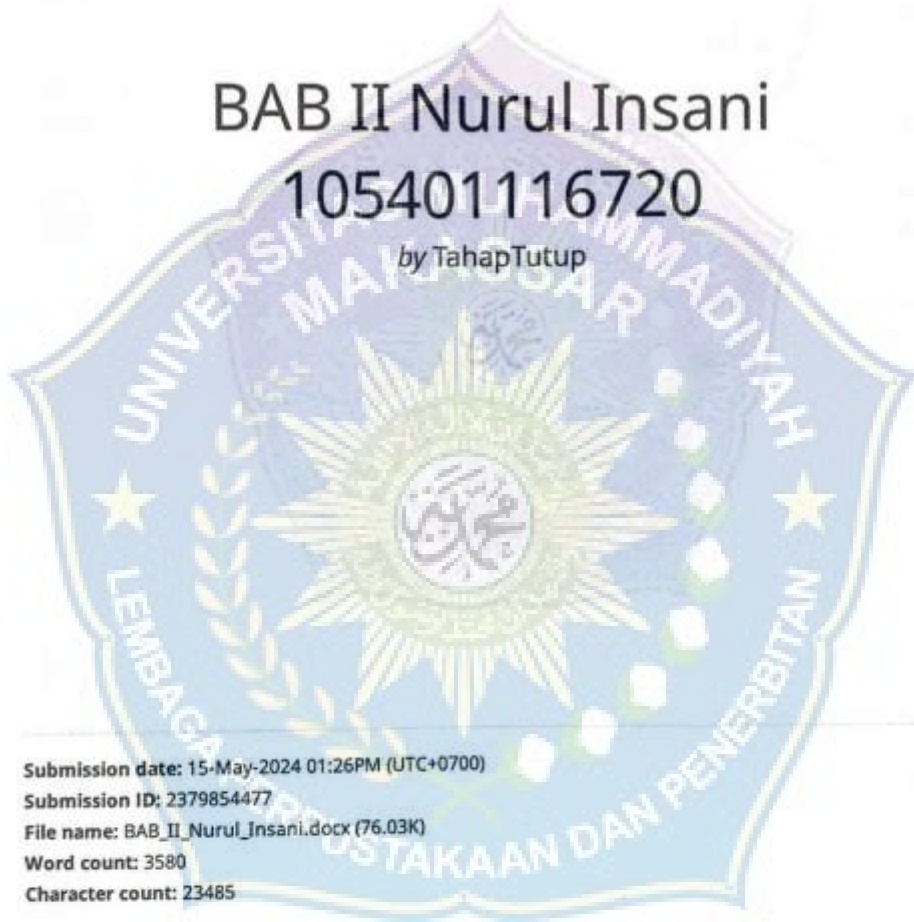 BAB II Nurul Insani
105401116720
by TahapTutup
UNIVERSITAS MUHAMMADIYAH
MAKASSAR
محمد
LEMBAGA PERPUSTAKAAN DAN PENERBITAN
Submission date: 15-May-2024 01:26PM (UTC+0700)
Submission ID: 2379854477
File name: BAB_II_Nurul_Insani.docx (76.03K)
Word count: 3580
Character count: 23485